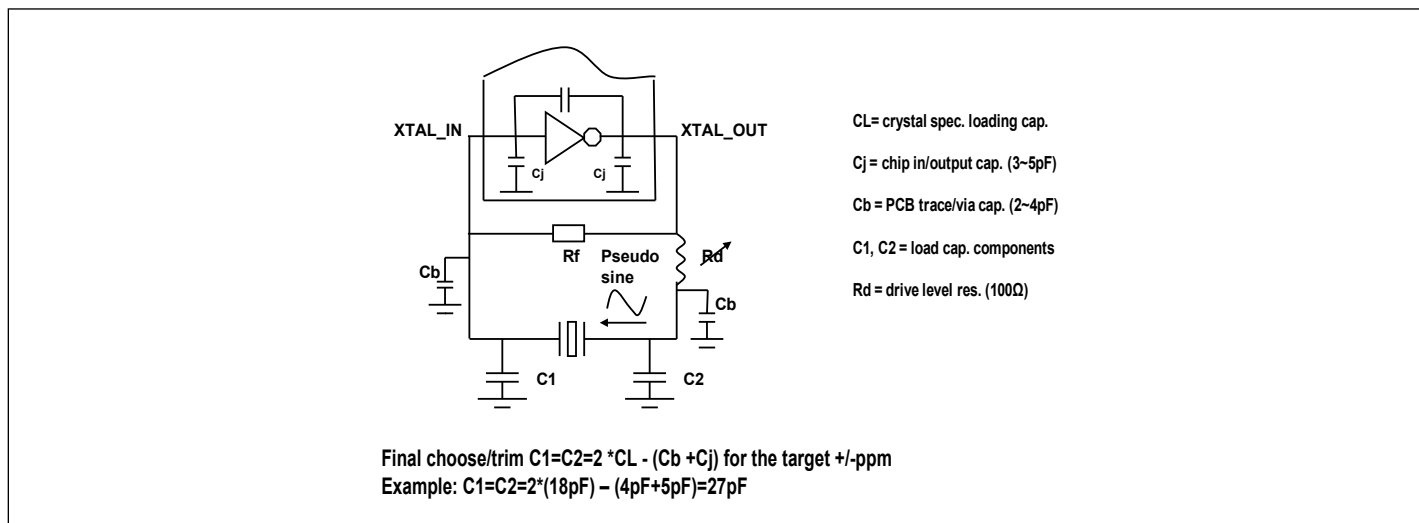 XTAL_IN
XTAL_OUT
Cj
Cj
Rf
Pseudo
sine
Rd
Cb
Cb
C1
C2
CL= crystal spec. loading cap.
Cj = chip in/output cap. (3~5pF)
Cb = PCB trace/via cap. (2~4pF)
C1, C2 = load cap. components
Rd = drive level res. (100Ω)
Final choose/trim C1=C2=2 *CL - (Cb +Cj) for the target +/-ppm
Example: C1=C2=2*(18pF) – (4pF+5pF)=27pF